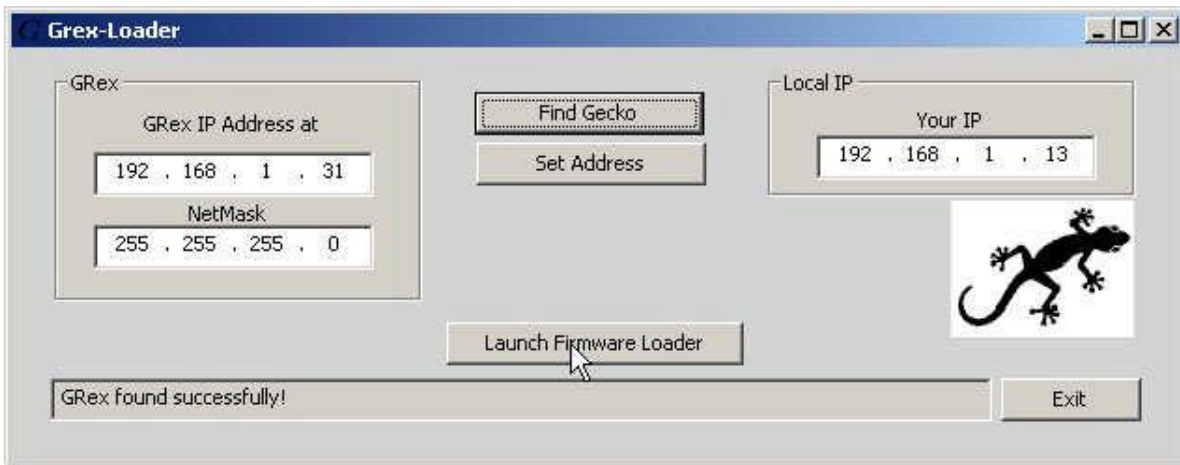 Grex-Loader
GRex
GRex IP Address at
192 . 168 . 1 . 31
NetMask
255 . 255 . 255 . 0
Find Gecko
Set Address
Local IP
Your IP
192 . 168 . 1 . 13
Launch Firmware Loader
GRex found successfully!
Exit